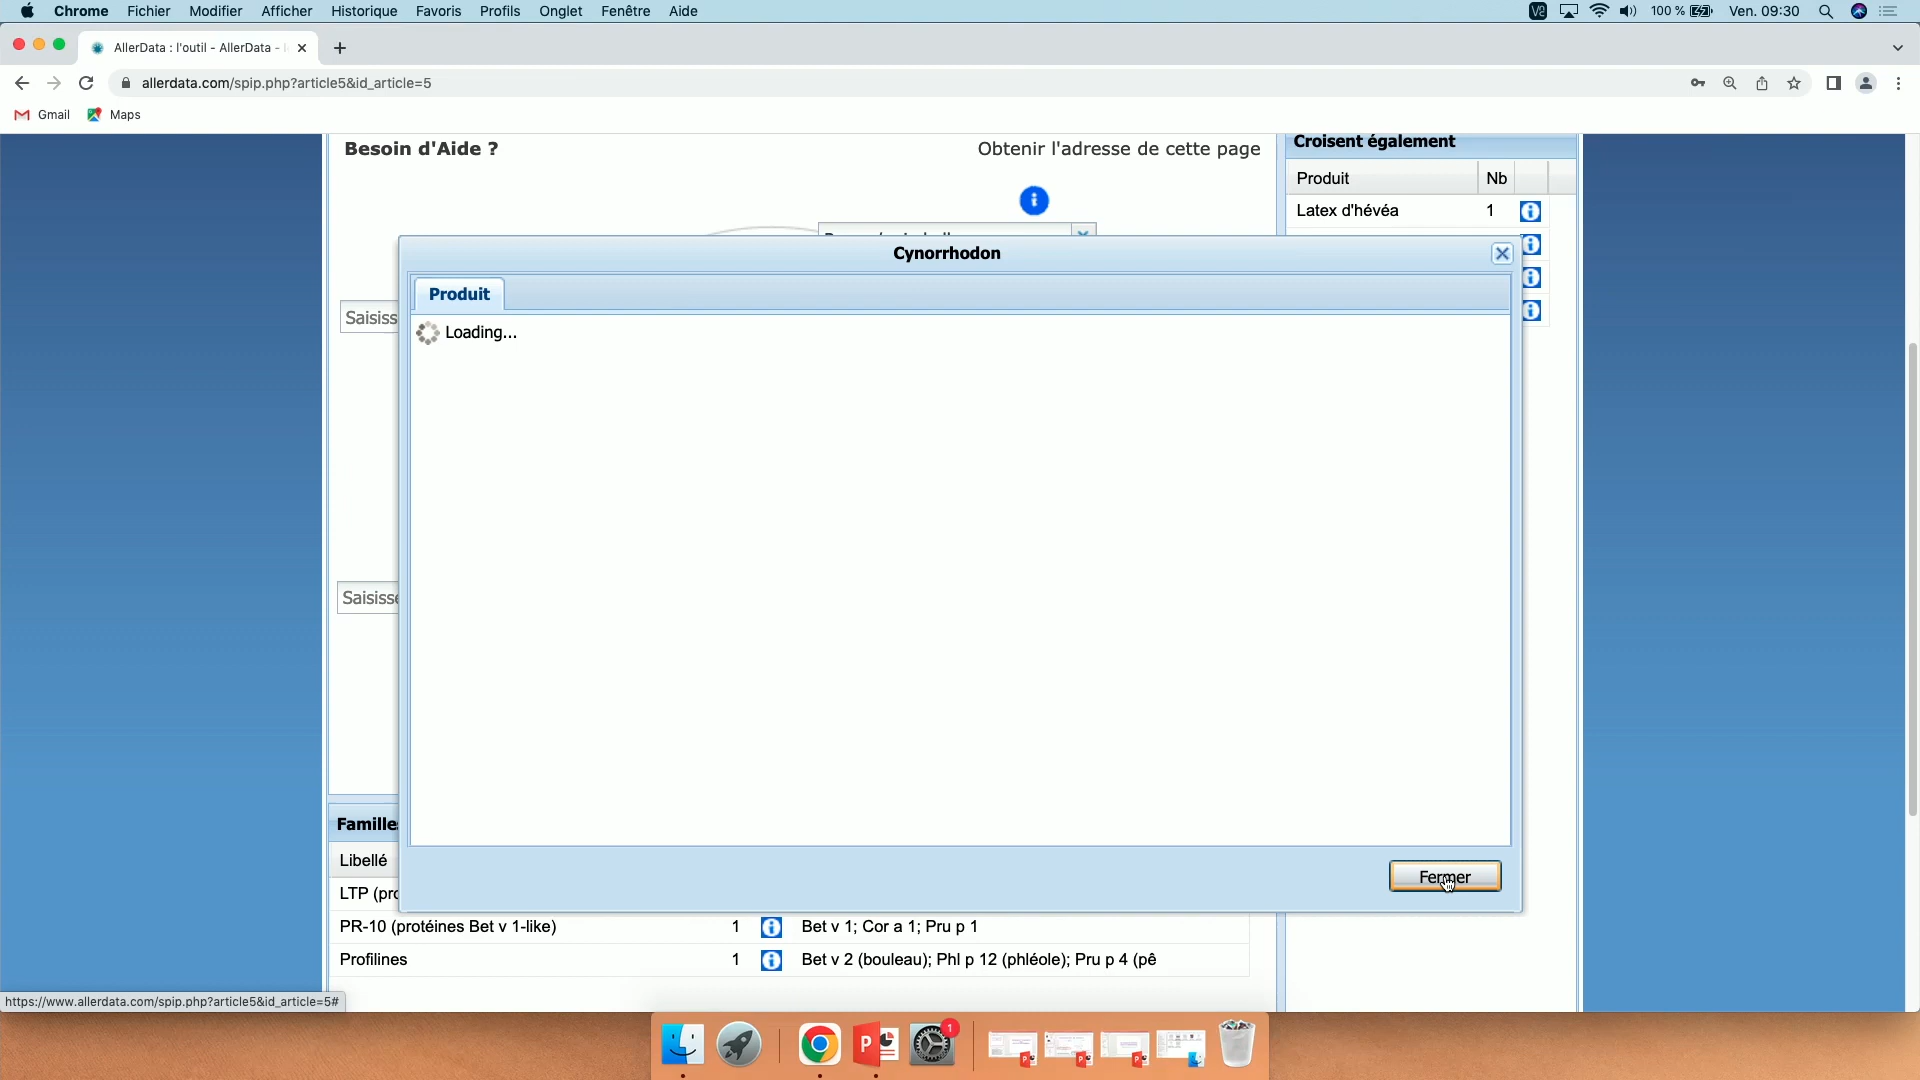 Chrome Fichier Modifier Afficher Historique Favoris Profils Onglet Fenêtre Aide 100 % Ven. 09:30
AllerData : l'outil - AllerData -
allerdata.com/spip.php?article5&id_article=5
Gmail Maps
Besoin d'Aide ? Obtenir l'adresse de cette page
Croisent également
Produit Nb
Latex d'hévéa 1
Cynorrhodon
Produit
Saisiss
Loading...
Saisiss
Famille
Libellé
Fermer
LTP (pro
PR-10 (protéines Bet v 1-like) 1 Bet v 1; Cor a 1; Pru p 1
Profilines 1 Bet v 2 (bouleau); Phl p 12 (phléole); Pru p 4 (pê
https://www.allerdata.com/spip.php?article5&id_article=5#
1